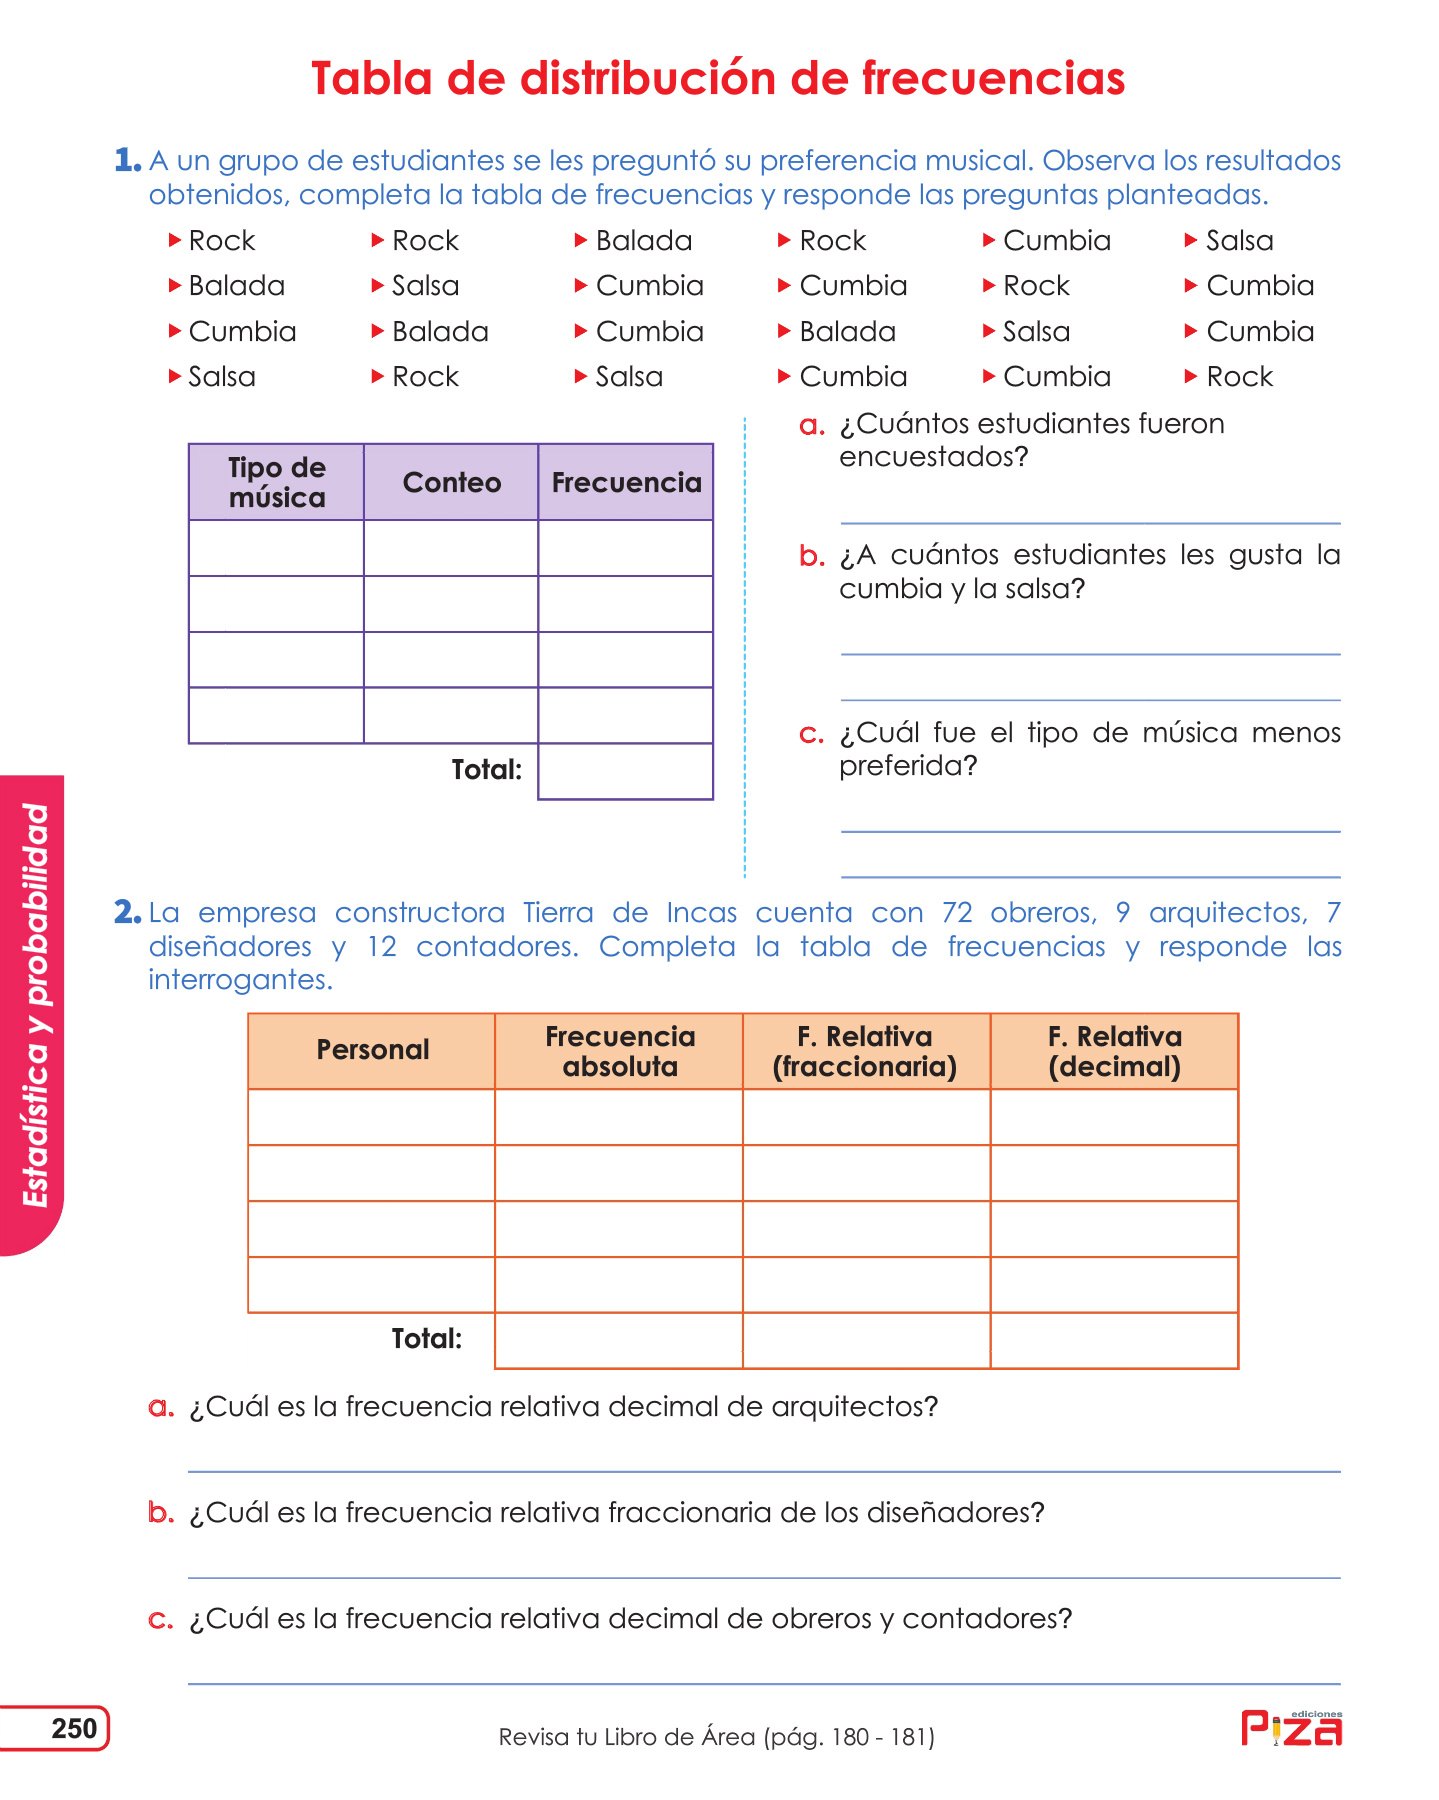 Tabla de distribución de frecuencias
1. A un grupo de estudiantes se les preguntó su preferencia musical. Observa los resultados
obtenidos, completa la tabla de frecuencias y responde las preguntas planteadas.
Rock Rock Balada Rock Cumbia Salsa
Balada Salsa Cumbia Cumbia Rock Cumbia
Cumbia Balada Cumbia Balada Salsa Cumbia
Salsa Rock Salsa Cumbia Cumbia Rock
Tipo de
música
Conteo
Frecuencia
Total:
a. ¿Cuántos estudiantes fueron
encuestados?
b. ¿A cuántos estudiantes les gusta la
cumbia y la salsa?
c. ¿Cuál fue el tipo de música menos
preferida?
2. La empresa constructora Tierra de Incas cuenta con 72 obreros, 9 arquitectos, 7
diseñadores y 12 contadores. Completa la tabla de frecuencias y responde las
interrogantes.
Personal
Frecuencia
absoluta
F. Relativa
(fraccionaria)
F. Relativa
(decimal)
Total:
a. ¿Cuál es la frecuencia relativa decimal de arquitectos?
b. ¿Cuál es la frecuencia relativa fraccionaria de los diseñadores?
c. ¿Cuál es la frecuencia relativa decimal de obreros y contadores?
Estadística y probabilidad
250
Revisa tu Libro de Área (pág. 180 - 181)
ediciones
Piza